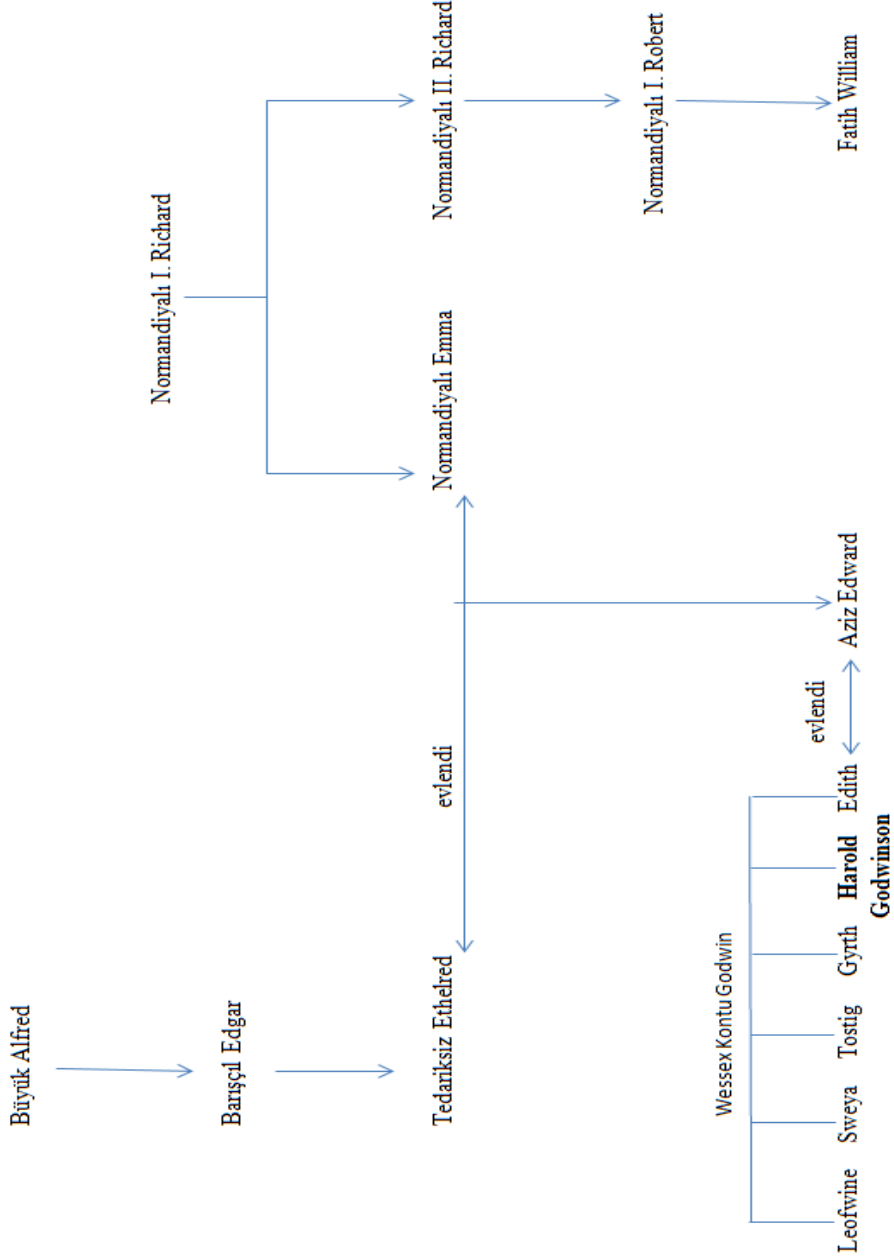 Büyük Alfred
Normandiyalı I. Richard
Barışçıl Edgar
Tedariksiz Ethelred
evlendi
Normandiyalı Emma
Normandiyalı II. Richard
Normandiyalı I. Robert
Wessex Kontu Godwin
Leofwine
Sweya
Tostig
Gyrth
Harold
Godwinson
Edith
evlendi
Aziz Edward
Fatih William